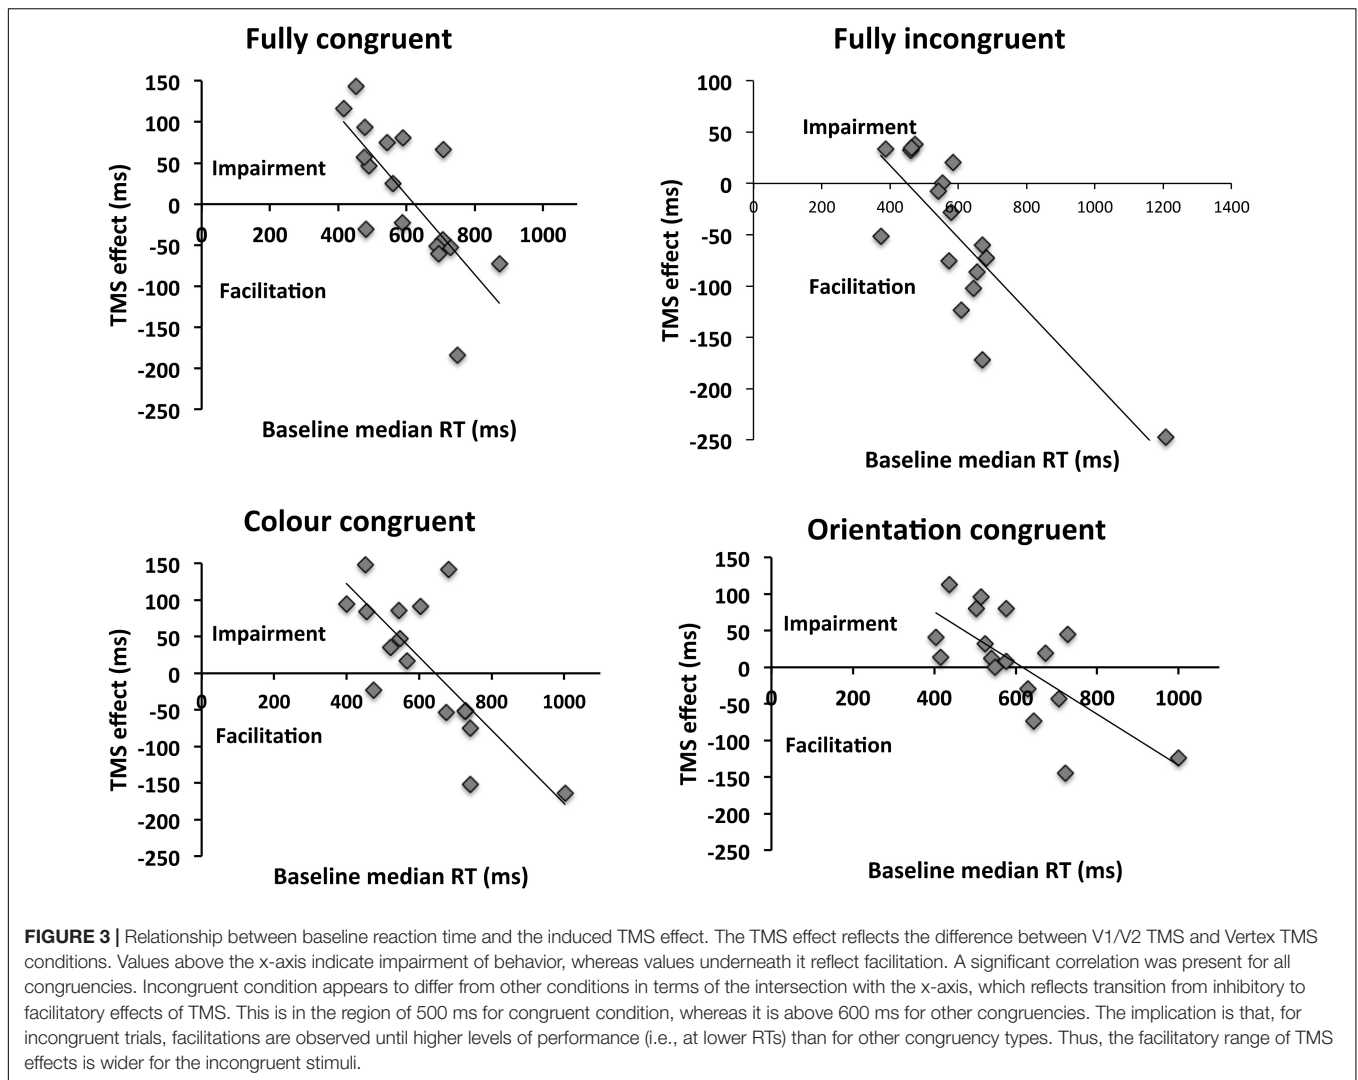 Fully congruent
150
100
50
0
-50
-100
-150
-200
-250
TMS effect (ms)
Impairment
Facilitation
0 200 400 600 800 1000
Baseline median RT (ms)
Fully incongruent
100
50
0
-50
-100
-150
-200
-250
TMS effect (ms)
Impairment
Facilitation
0 200 400 600 800 1000 1200 1400
Baseline median RT (ms)
Colour congruent
150
100
50
0
-50
-100
-150
-200
-250
TMS effect (ms)
Impairment
Facilitation
0 200 400 600 800 1000
Baseline median RT (ms)
Orientation congruent
150
100
50
0
-50
-100
-150
-200
-250
TMS effect (ms)
Impairment
Facilitation
0 200 400 600 800 1000
Baseline median RT (ms)
FIGURE 3 | Relationship between baseline reaction time and the induced TMS effect. The TMS effect reflects the difference between V1/V2 TMS and Vertex TMS
conditions. Values above the x-axis indicate impairment of behavior, whereas values underneath it reflect facilitation. A significant correlation was present for all
congruencies. Incongruent condition appears to differ from other conditions in terms of the intersection with the x-axis, which reflects transition from inhibitory to
facilitatory effects of TMS. This is in the region of 500 ms for congruent condition, whereas it is above 600 ms for other congruencies. The implication is that, for
incongruent trials, facilitations are observed until higher levels of performance (i.e., at lower RTs) than for other congruency types. Thus, the facilitatory range of TMS
effects is wider for the incongruent stimuli.